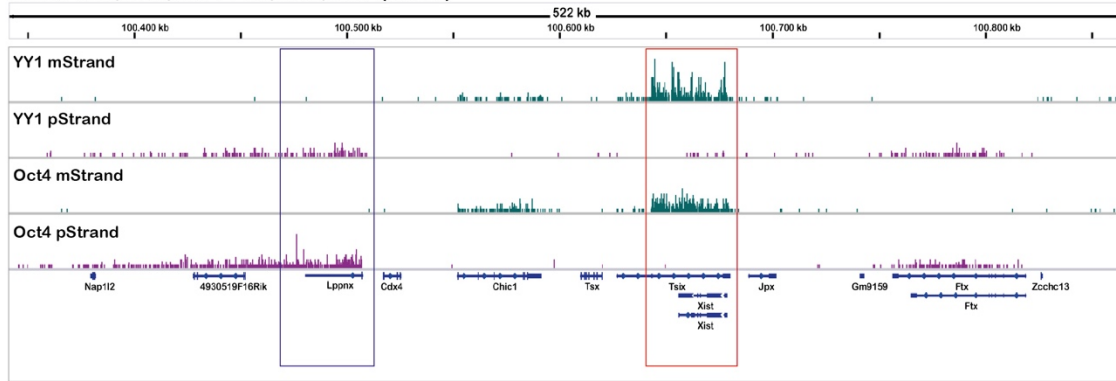 522 kb
100.400 kb 100.500 kb 100.600 kb 100.700 kb 100.800 kb
YY1 mStrand
YY1 pStrand
Oct4 mStrand
Oct4 pStrand
Nap1l2 4930519F16Rik Lppnx Cdx4 Chic1 Tsx Tsix Jpx Gm9159 Ftx Zcchc13
Xist Ftx
Xist